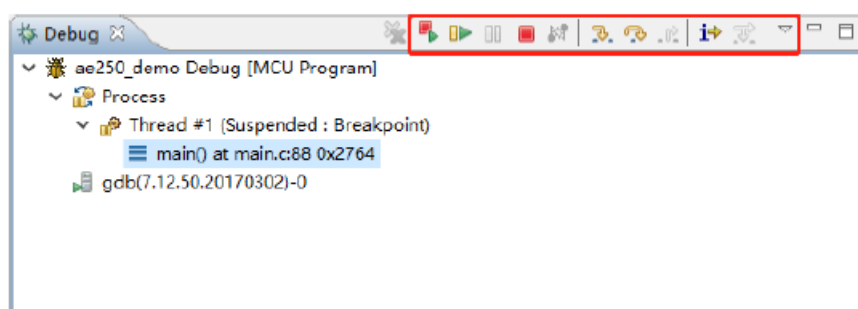 Debug
ae250_demo Debug [MCU Program]
Process
Thread #1 (Suspended : Breakpoint)
main() at main.c:88 0x2764
gdb(7.12.50.20170302)-0